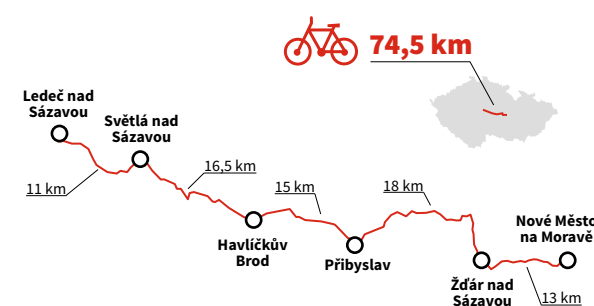 74,5 km
Ledeč nad
Sázavou
Světlá nad
Sázavou
16,5 km
11 km
15 km
18 km
Havlíčkův
Brod
Přibyslav
Nové Město
na Moravě
Žďár nad
Sázavou
13 km